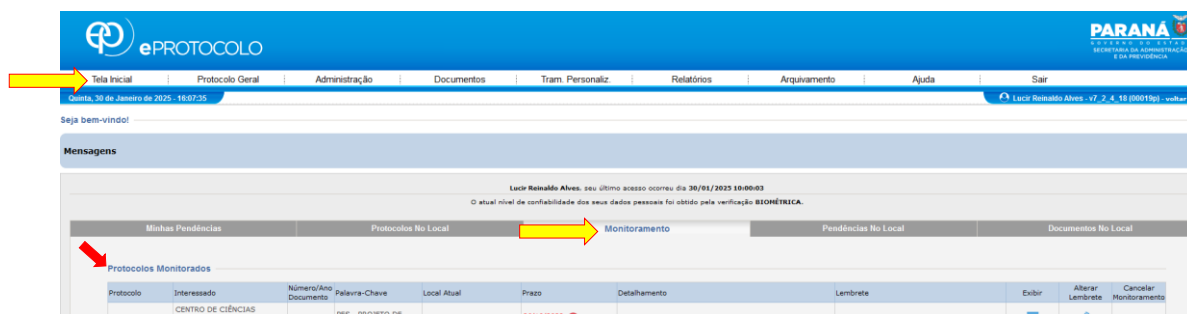 ePROTOCOLO
PARANÁ
GOVERNO DO ESTADO
SECRETARIA DA ADMINISTRAÇÃO
E DA PREVIDÊNCIA
Tela Inicial Protocolo Geral Administração Documentos Tram. Personaliz. Relatórios Arquivamento Ajuda Sair
Quinta, 30 de Janeiro de 2025 - 16:07:35 Lucir Reinaldo Alves - v7_2_4_18 (00019p) - voltar
Seja bem-vindo!
Mensagens
Lucir Reinaldo Alves, seu último acesso ocorreu dia 30/01/2025 10:00:03
O atual nível de confiabilidade dos seus dados pessoais foi obtido pela verificação BIOMÉTRICA.
Minhas Pendências Protocolos No Local Monitoramento Pendências No Local Documentos No Local
Protocolos Monitorados
Protocolo Interessado Número/Ano Documento Palavra-Chave Local Atual Prazo Detalhamento Lembrete Exibir Alterar Lembrete Cancelar Monitoramento
CENTRO DE CIÊNCIAS